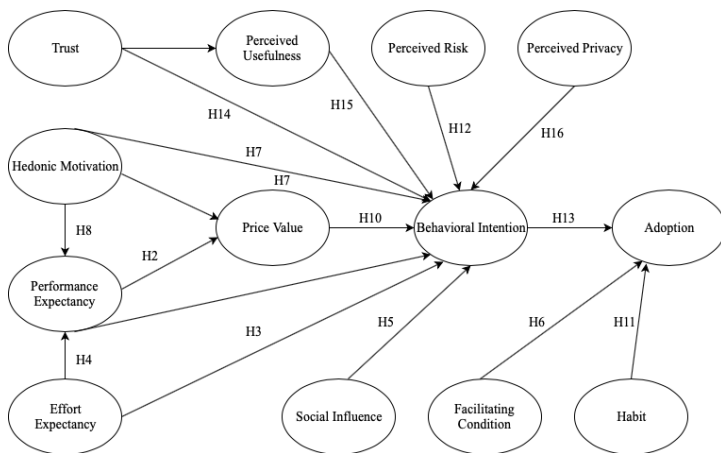 Trust
Perceived
Usefulness
Perceived Risk
Perceived Privacy
H14
H15
H12
H16
Hedonic Motivation
H7
H7
H8
H2
Price Value
H10
Behavioral Intention
H13
Adoption
Performance
Expectancy
H4
H3
H5
H6
H11
Effort
Expectancy
Social Influence
Facilitating
Condition
Habit